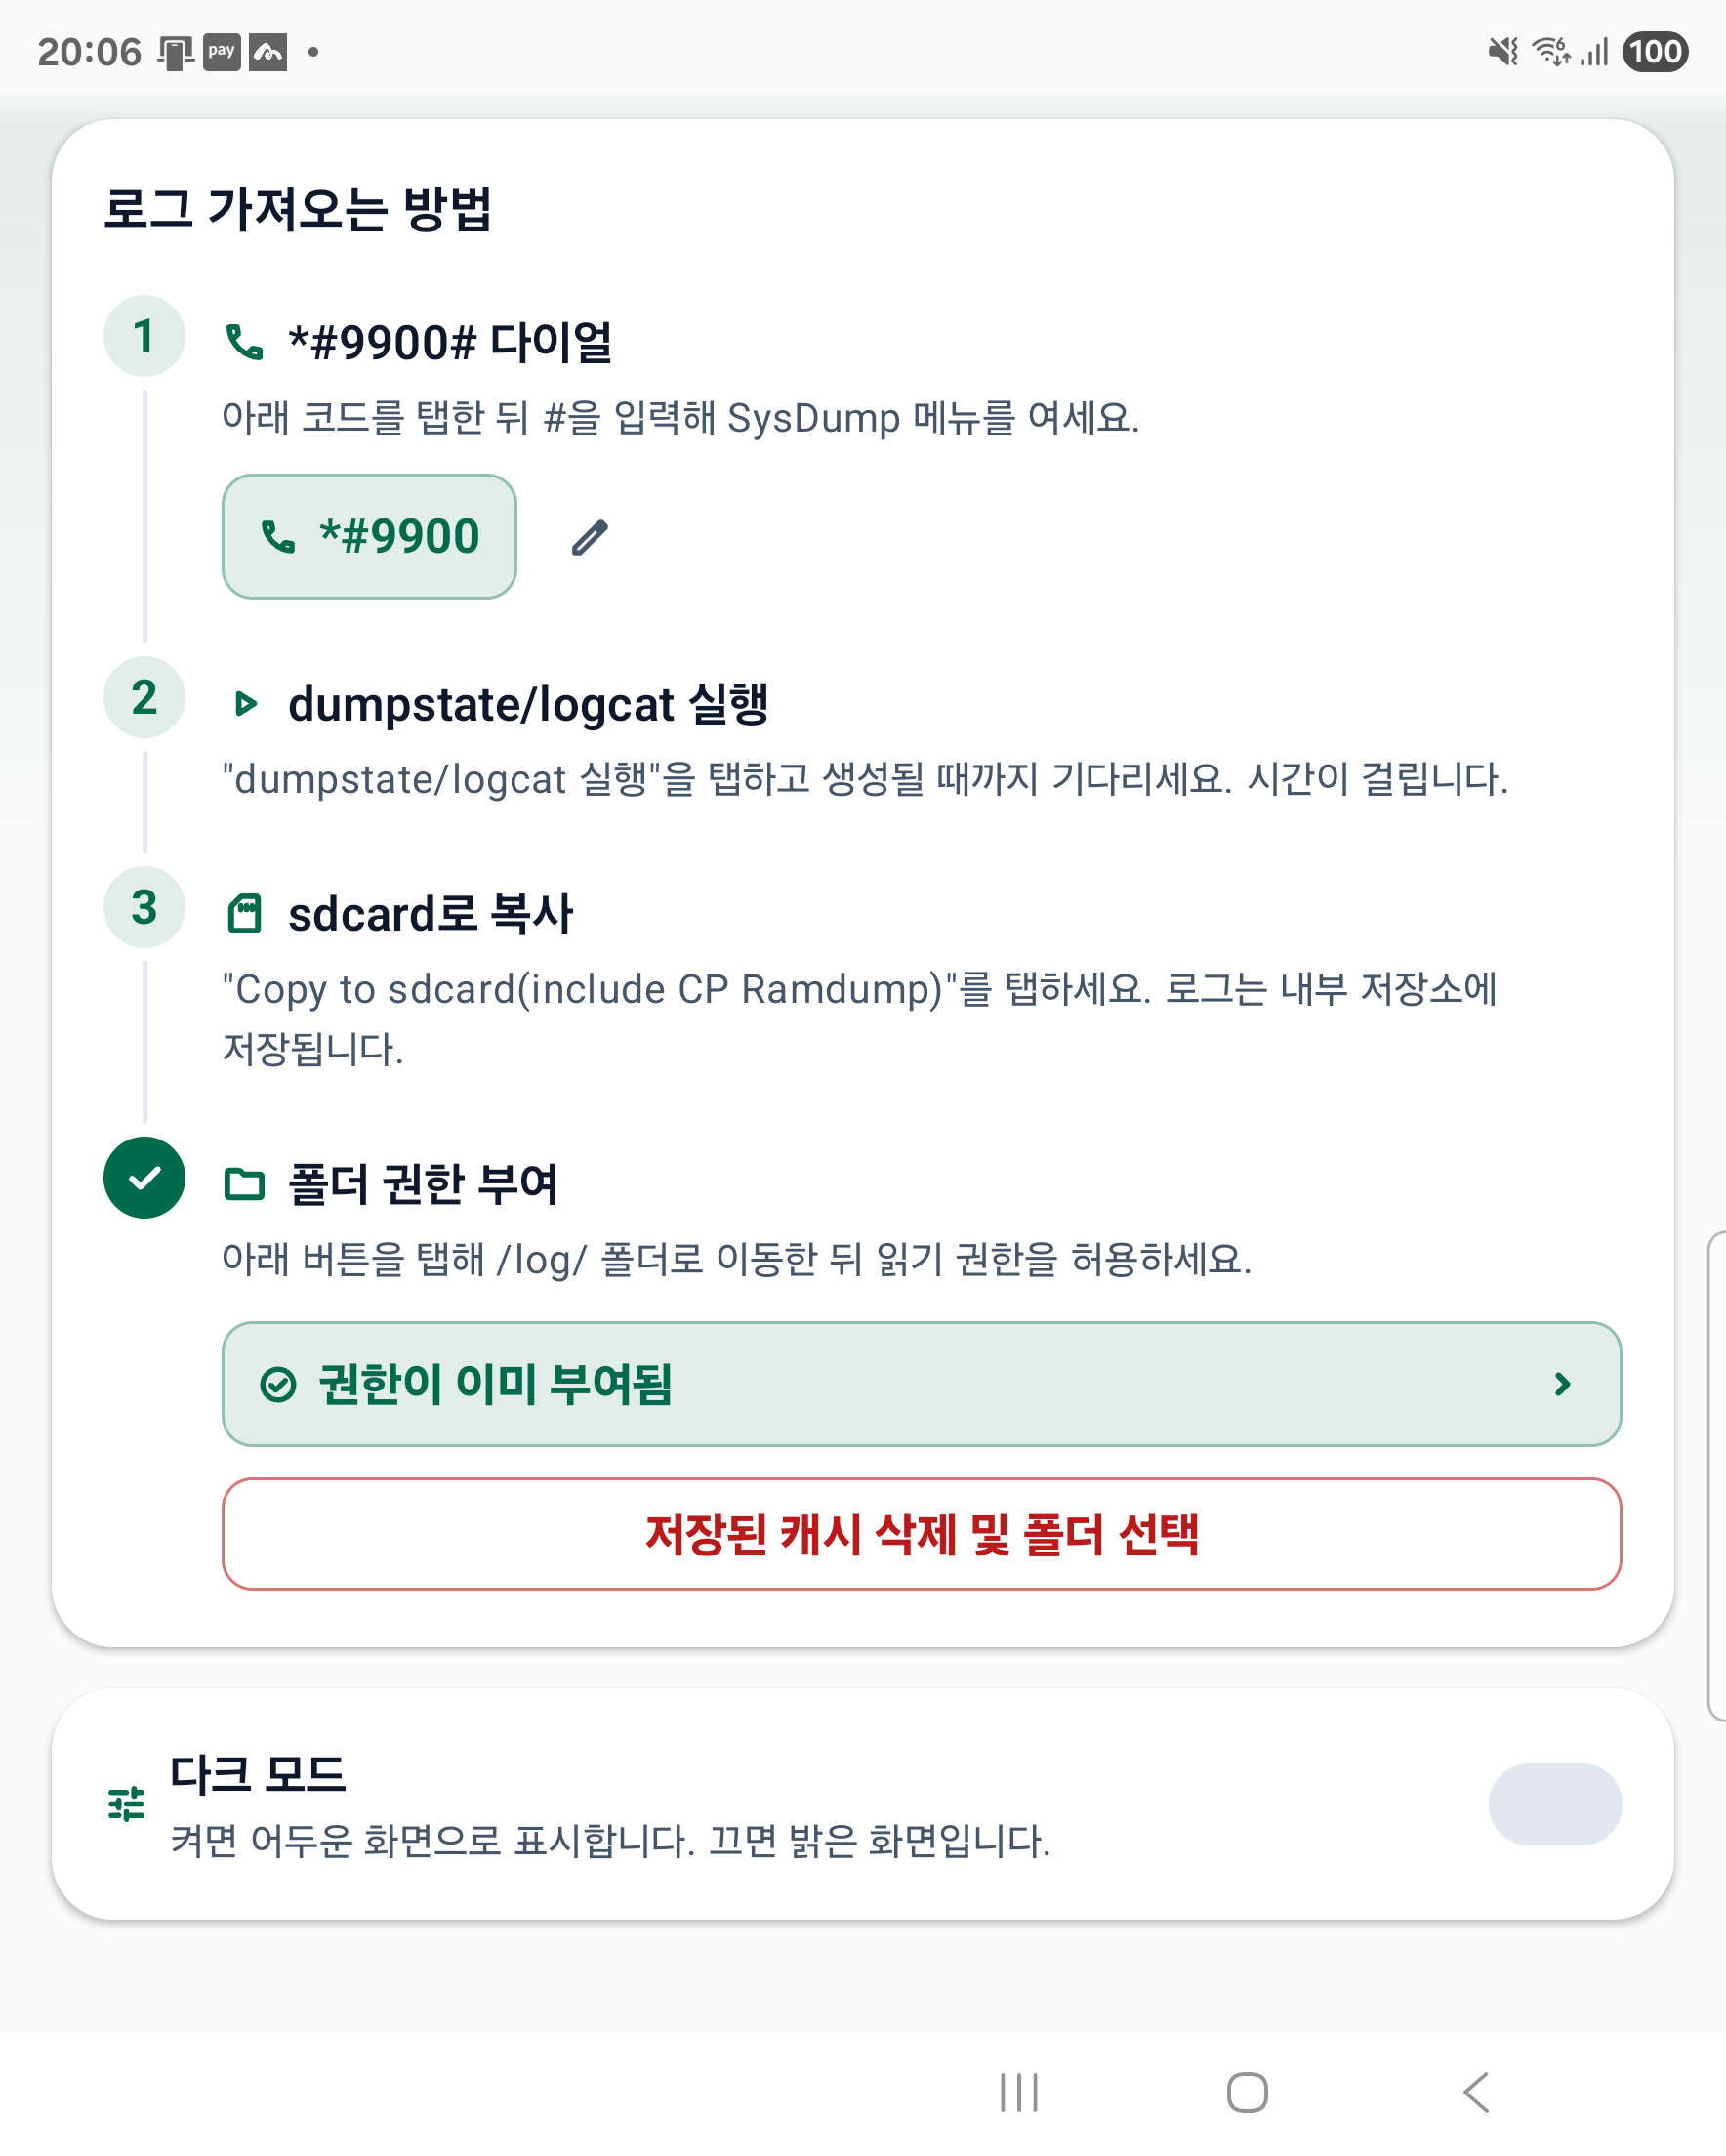 20:06 pay 100
로그 가져오는 방법
1 *#9900# 다이얼
아래 코드를 탭한 뒤 #을 입력해 SysDump 메뉴를 여세요.
*#9900
2 dumpstate/logcat 실행
"dumpstate/logcat 실행"을 탭하고 생성될 때까지 기다리세요. 시간이 걸립니다.
3 sdcard로 복사
"Copy to sdcard(include CP Ramdump)"를 탭하세요. 로그는 내부 저장소에
저장됩니다.
폴더 권한 부여
아래 버튼을 탭해 /log/ 폴더로 이동한 뒤 읽기 권한을 허용하세요.
권한이 이미 부여됨
저장된 캐시 삭제 및 폴더 선택
다크 모드
켜면 어두운 화면으로 표시합니다. 끄면 밝은 화면입니다.